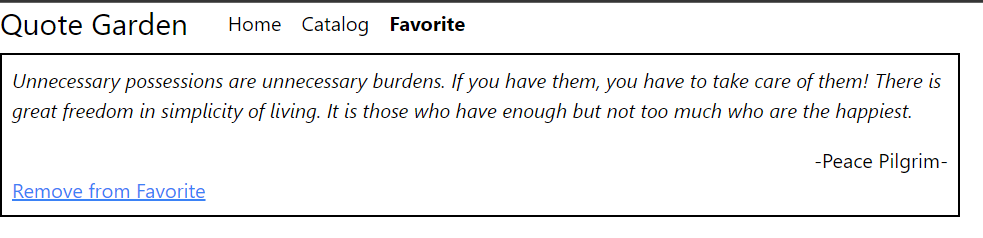 Quote Garden Home Catalog Favorite
Unnecessary possessions are unnecessary burdens. If you have them, you have to take care of them! There is
great freedom in simplicity of living. It is those who have enough but not too much who are the happiest.
-Peace Pilgrim-
Remove from Favorite